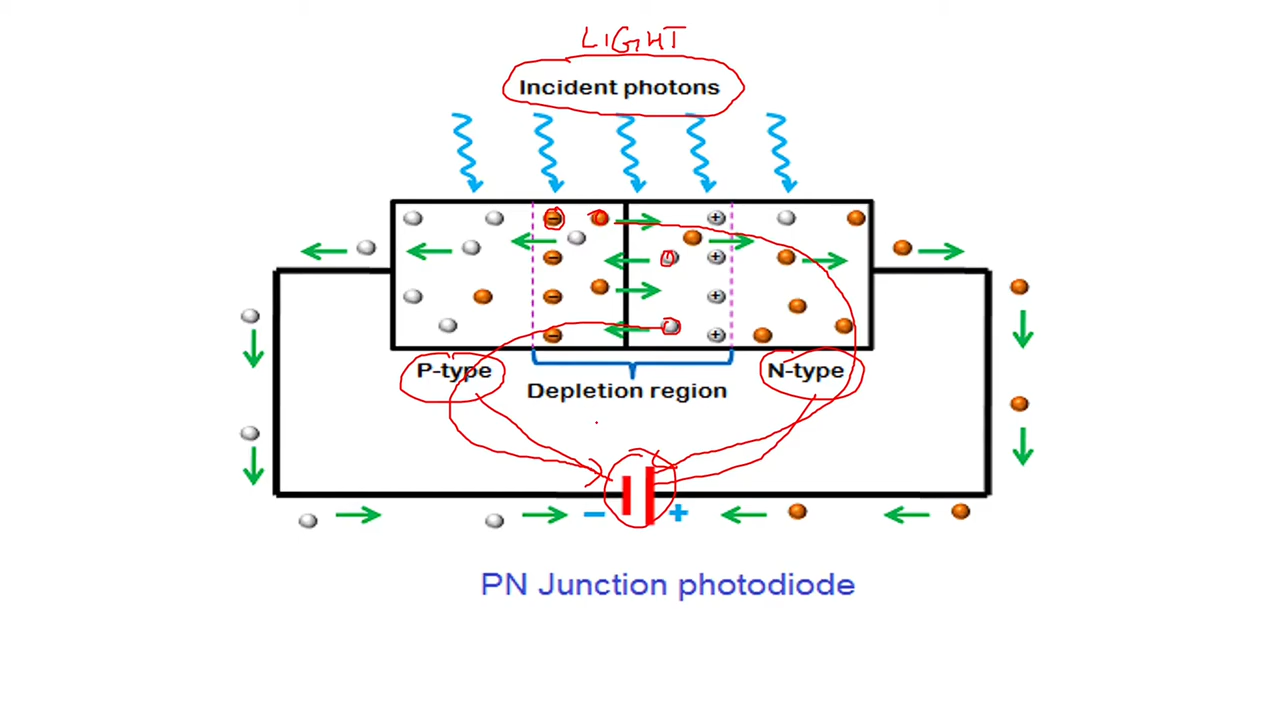 LIGHT
Incident photons
P-type
N-type
Depletion region
− +
PN Junction photodiode